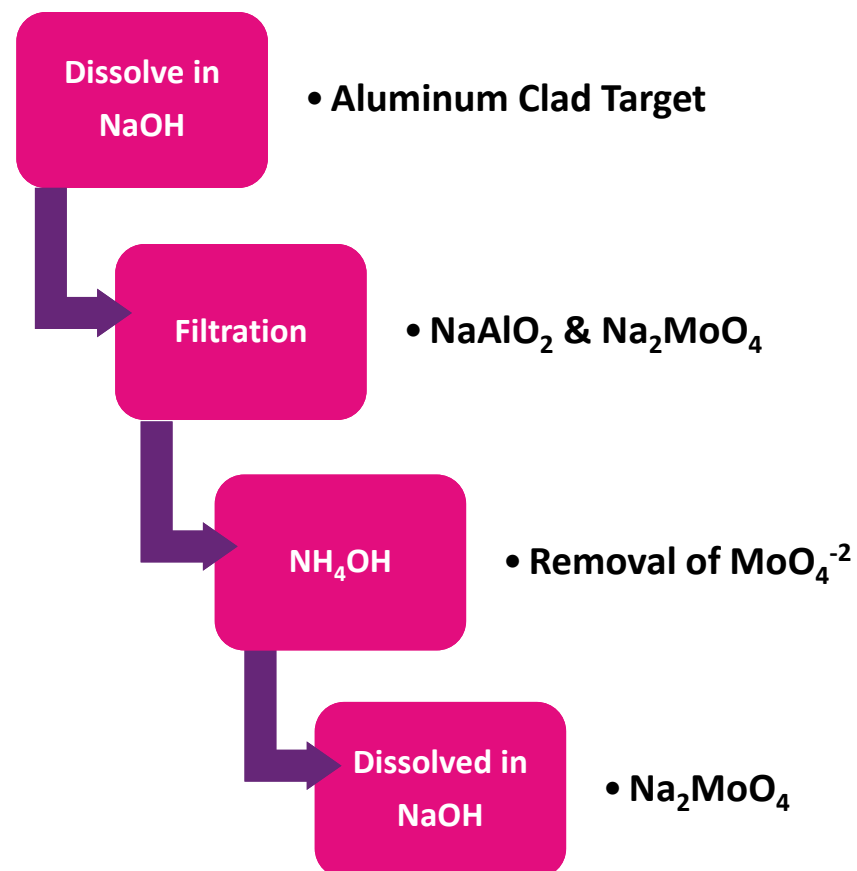 Dissolve in
NaOH
• Aluminum Clad Target
Filtration
• NaAlO₂ & Na₂MoO₄
NH₄OH
• Removal of MoO₄⁻²
Dissolved in
NaOH
• Na₂MoO₄